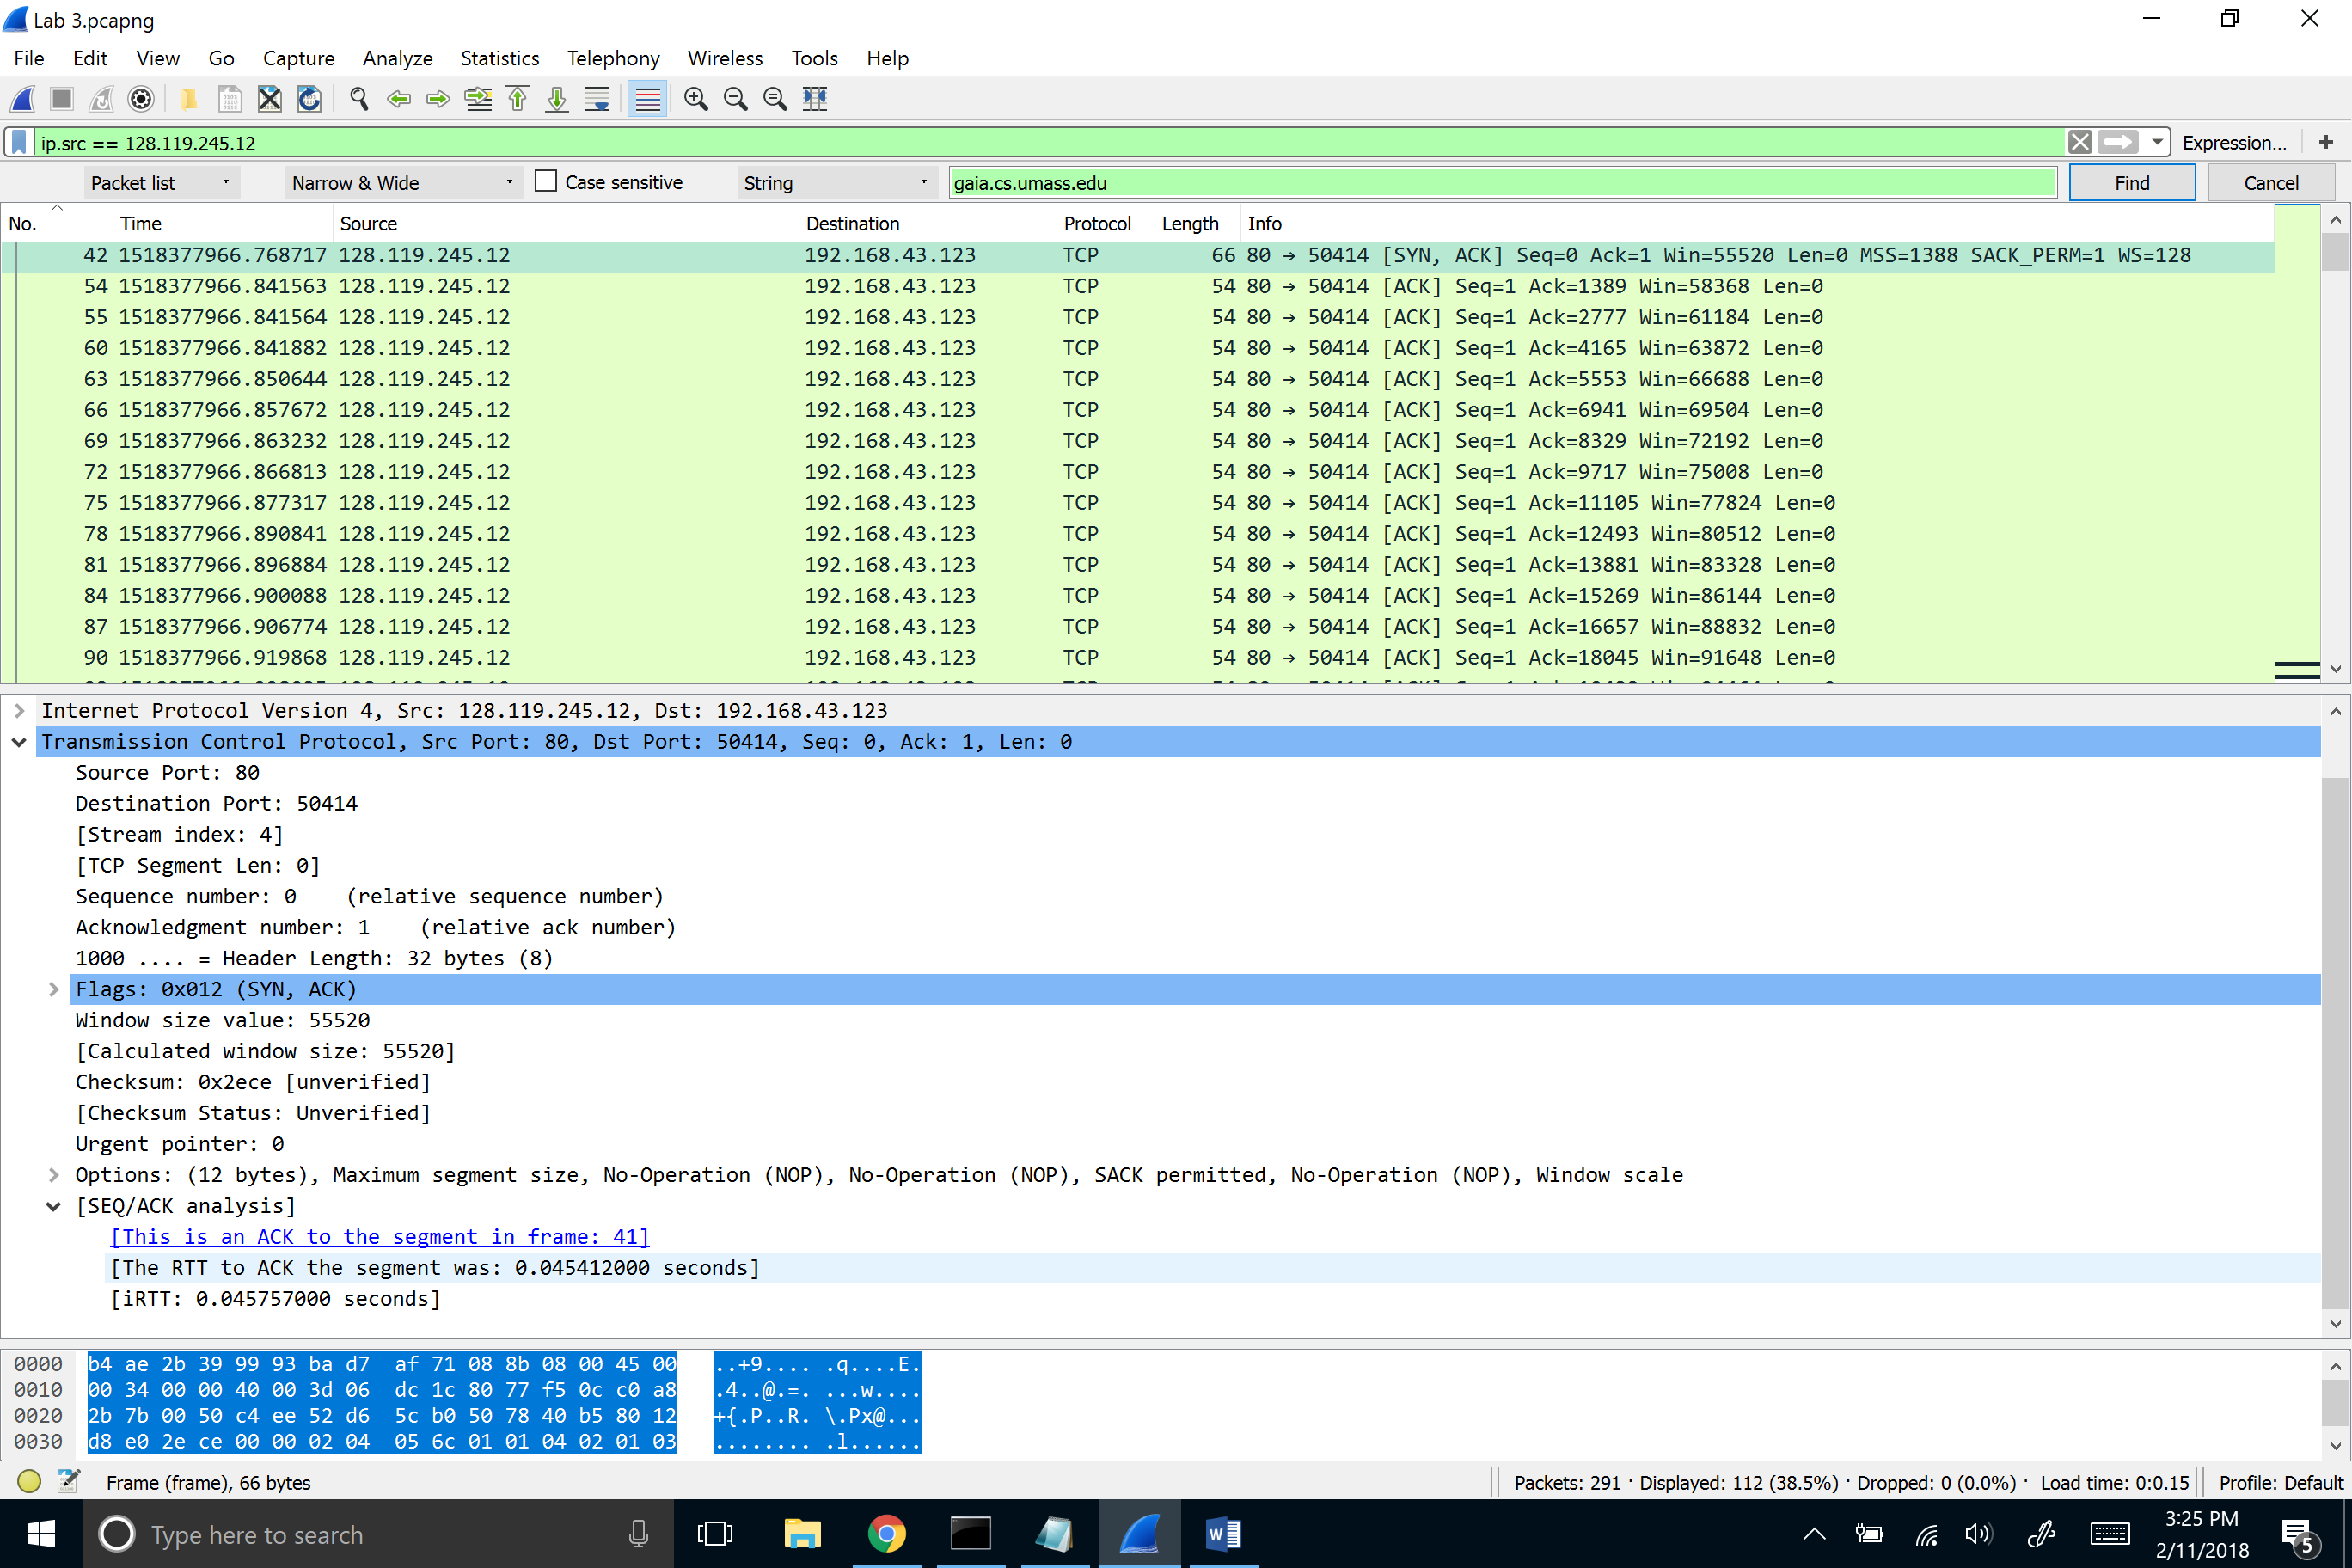 Lab 3.pcapng
File Edit View Go Capture Analyze Statistics Telephony Wireless Tools Help
ip.src == 128.119.245.12 Expression... +
Packet list Narrow & Wide Case sensitive String gaia.cs.umass.edu Find Cancel
No. Time Source Destination Protocol Length Info
42 1518377966.768717 128.119.245.12 192.168.43.123 TCP 66 80 → 50414 [SYN, ACK] Seq=0 Ack=1 Win=55520 Len=0 MSS=1388 SACK_PERM=1 WS=128
54 1518377966.841563 128.119.245.12 192.168.43.123 TCP 54 80 → 50414 [ACK] Seq=1 Ack=1389 Win=58368 Len=0
55 1518377966.841564 128.119.245.12 192.168.43.123 TCP 54 80 → 50414 [ACK] Seq=1 Ack=2777 Win=61184 Len=0
60 1518377966.841882 128.119.245.12 192.168.43.123 TCP 54 80 → 50414 [ACK] Seq=1 Ack=4165 Win=63872 Len=0
63 1518377966.850644 128.119.245.12 192.168.43.123 TCP 54 80 → 50414 [ACK] Seq=1 Ack=5553 Win=66688 Len=0
66 1518377966.857672 128.119.245.12 192.168.43.123 TCP 54 80 → 50414 [ACK] Seq=1 Ack=6941 Win=69504 Len=0
69 1518377966.863232 128.119.245.12 192.168.43.123 TCP 54 80 → 50414 [ACK] Seq=1 Ack=8329 Win=72192 Len=0
72 1518377966.866813 128.119.245.12 192.168.43.123 TCP 54 80 → 50414 [ACK] Seq=1 Ack=9717 Win=75008 Len=0
75 1518377966.877317 128.119.245.12 192.168.43.123 TCP 54 80 → 50414 [ACK] Seq=1 Ack=11105 Win=77824 Len=0
78 1518377966.890841 128.119.245.12 192.168.43.123 TCP 54 80 → 50414 [ACK] Seq=1 Ack=12493 Win=80512 Len=0
81 1518377966.896884 128.119.245.12 192.168.43.123 TCP 54 80 → 50414 [ACK] Seq=1 Ack=13881 Win=83328 Len=0
84 1518377966.900088 128.119.245.12 192.168.43.123 TCP 54 80 → 50414 [ACK] Seq=1 Ack=15269 Win=86144 Len=0
87 1518377966.906774 128.119.245.12 192.168.43.123 TCP 54 80 → 50414 [ACK] Seq=1 Ack=16657 Win=88832 Len=0
90 1518377966.919868 128.119.245.12 192.168.43.123 TCP 54 80 → 50414 [ACK] Seq=1 Ack=18045 Win=91648 Len=0
Internet Protocol Version 4, Src: 128.119.245.12, Dst: 192.168.43.123
Transmission Control Protocol, Src Port: 80, Dst Port: 50414, Seq: 0, Ack: 1, Len: 0
Source Port: 80
Destination Port: 50414
[Stream index: 4]
[TCP Segment Len: 0]
Sequence number: 0 (relative sequence number)
Acknowledgment number: 1 (relative ack number)
1000 .... = Header Length: 32 bytes (8)
Flags: 0x012 (SYN, ACK)
Window size value: 55520
[Calculated window size: 55520]
Checksum: 0x2ece [unverified]
[Checksum Status: Unverified]
Urgent pointer: 0
Options: (12 bytes), Maximum segment size, No-Operation (NOP), No-Operation (NOP), SACK permitted, No-Operation (NOP), Window scale
[SEQ/ACK analysis]
[This is an ACK to the segment in frame: 41]
[The RTT to ACK the segment was: 0.045412000 seconds]
[iRTT: 0.045757000 seconds]
0000 b4 ae 2b 39 99 93 ba d7 af 71 08 8b 08 00 45 00 ..+9.... .q....E.
0010 00 34 00 00 40 00 3d 06 dc 1c 80 77 f5 0c c0 a8 .4..@.=. ...w....
0020 2b 7b 00 50 c4 ee 52 d6 5c b0 50 78 40 b5 80 12 +{.P..R. \.Px@...
0030 d8 e0 2e ce 00 00 02 04 05 6c 01 01 04 02 01 03 ........ .l......
Frame (frame), 66 bytes Packets: 291 · Displayed: 112 (38.5%) · Dropped: 0 (0.0%) · Load time: 0:0.15 Profile: Default
Type here to search 3:25 PM
2/11/2018 5